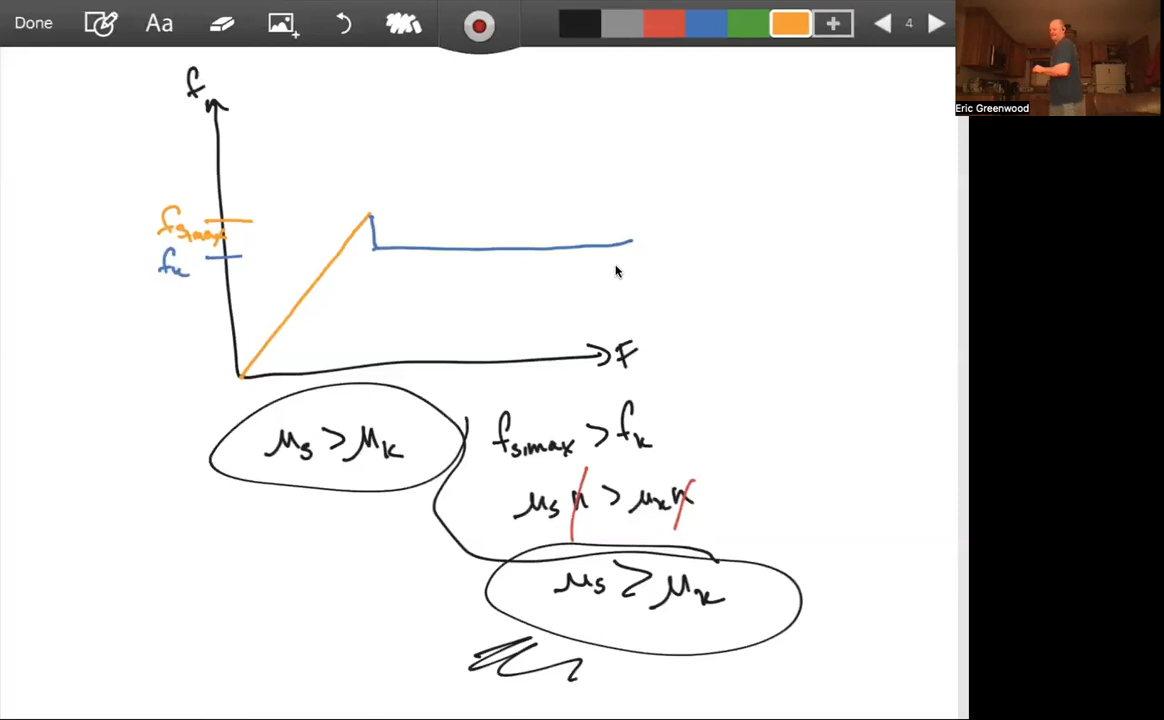 Done
Aa
4
Eric Greenwood
f
fs,max
fk
F
μs > μk
fs,max > fk
μs n > μk n
μs > μk